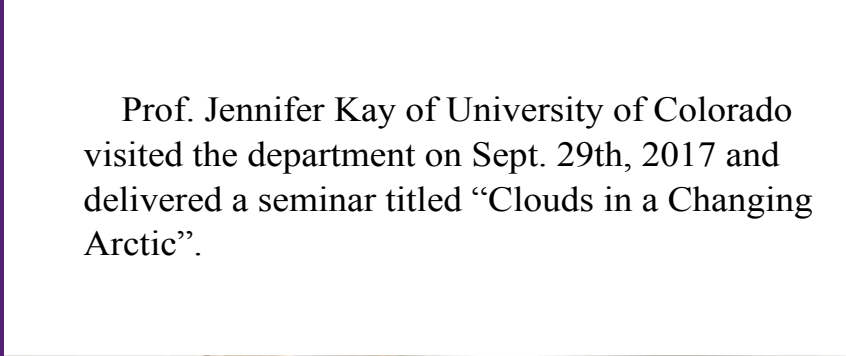 Prof. Jennifer Kay of University of Colorado
visited the department on Sept. 29th, 2017 and
delivered a seminar titled “Clouds in a Changing
Arctic”.